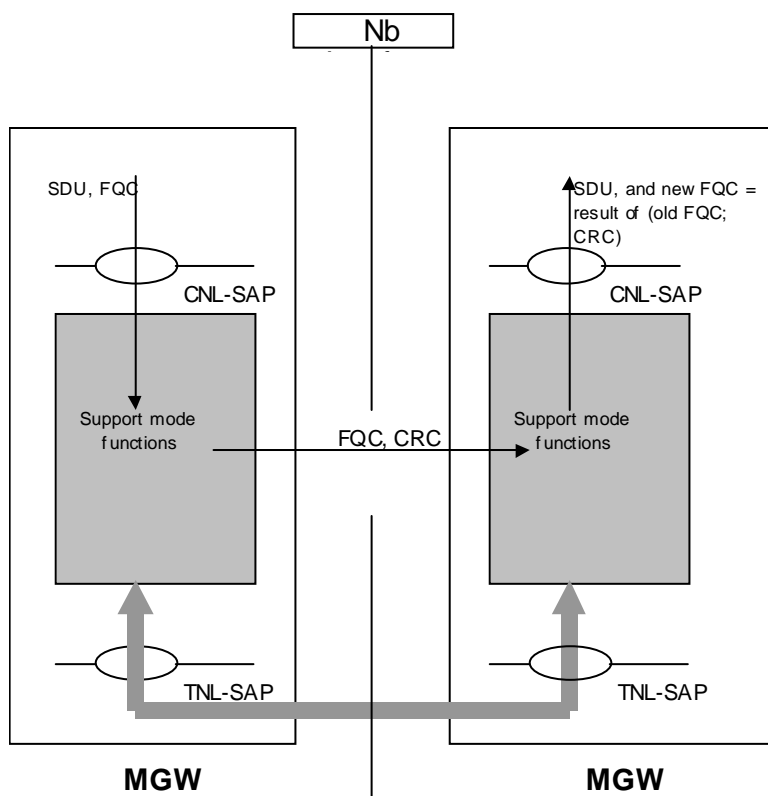 Nb
SDU, FQC
SDU, and new FQC =
result of (old FQC;
CRC)
CNL-SAP
CNL-SAP
Support mode
functions
FQC, CRC
Support mode
functions
TNL-SAP
TNL-SAP
MGW
MGW